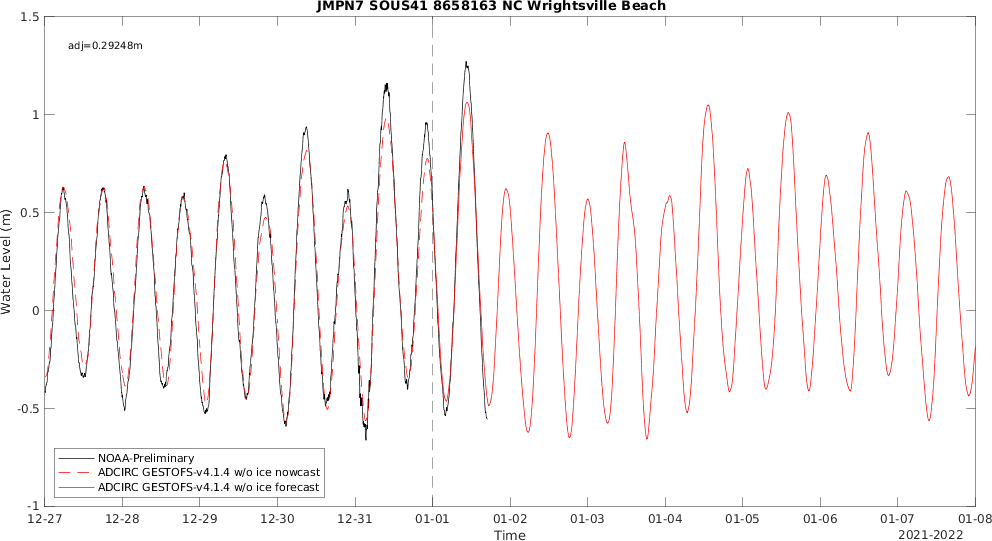 JMPN7 SOUS41 8658163 NC Wrightsville Beach
adj=0.29248m
1.5
1
0.5
0
-0.5
-1
Water Level (m)
NOAA-Preliminary
ADCIRC GESTOFS-v4.1.4 w/o ice nowcast
ADCIRC GESTOFS-v4.1.4 w/o ice forecast
12-27 12-28 12-29 12-30 12-31 01-01 01-02 01-03 01-04 01-05 01-06 01-07 01-08
Time
2021-2022